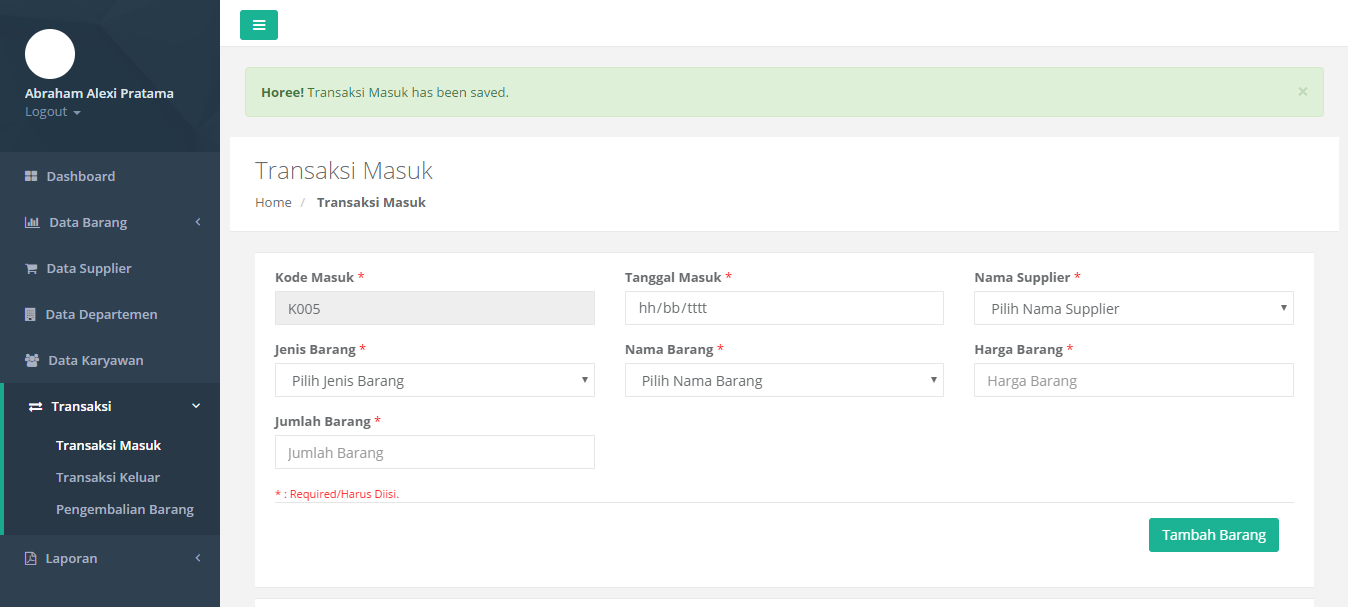 Abraham Alexi Pratama
Logout
Dashboard
Data Barang
Data Supplier
Data Departemen
Data Karyawan
Transaksi
Transaksi Masuk
Transaksi Keluar
Pengembalian Barang
Laporan
Horee! Transaksi Masuk has been saved.
×
Transaksi Masuk
Home / Transaksi Masuk
Kode Masuk * Tanggal Masuk * Nama Supplier *
K005 hh/bb/tttt Pilih Nama Supplier
Jenis Barang * Nama Barang * Harga Barang *
Pilih Jenis Barang Pilih Nama Barang Harga Barang
Jumlah Barang *
Jumlah Barang
* : Required/Harus Diisi.
Tambah Barang